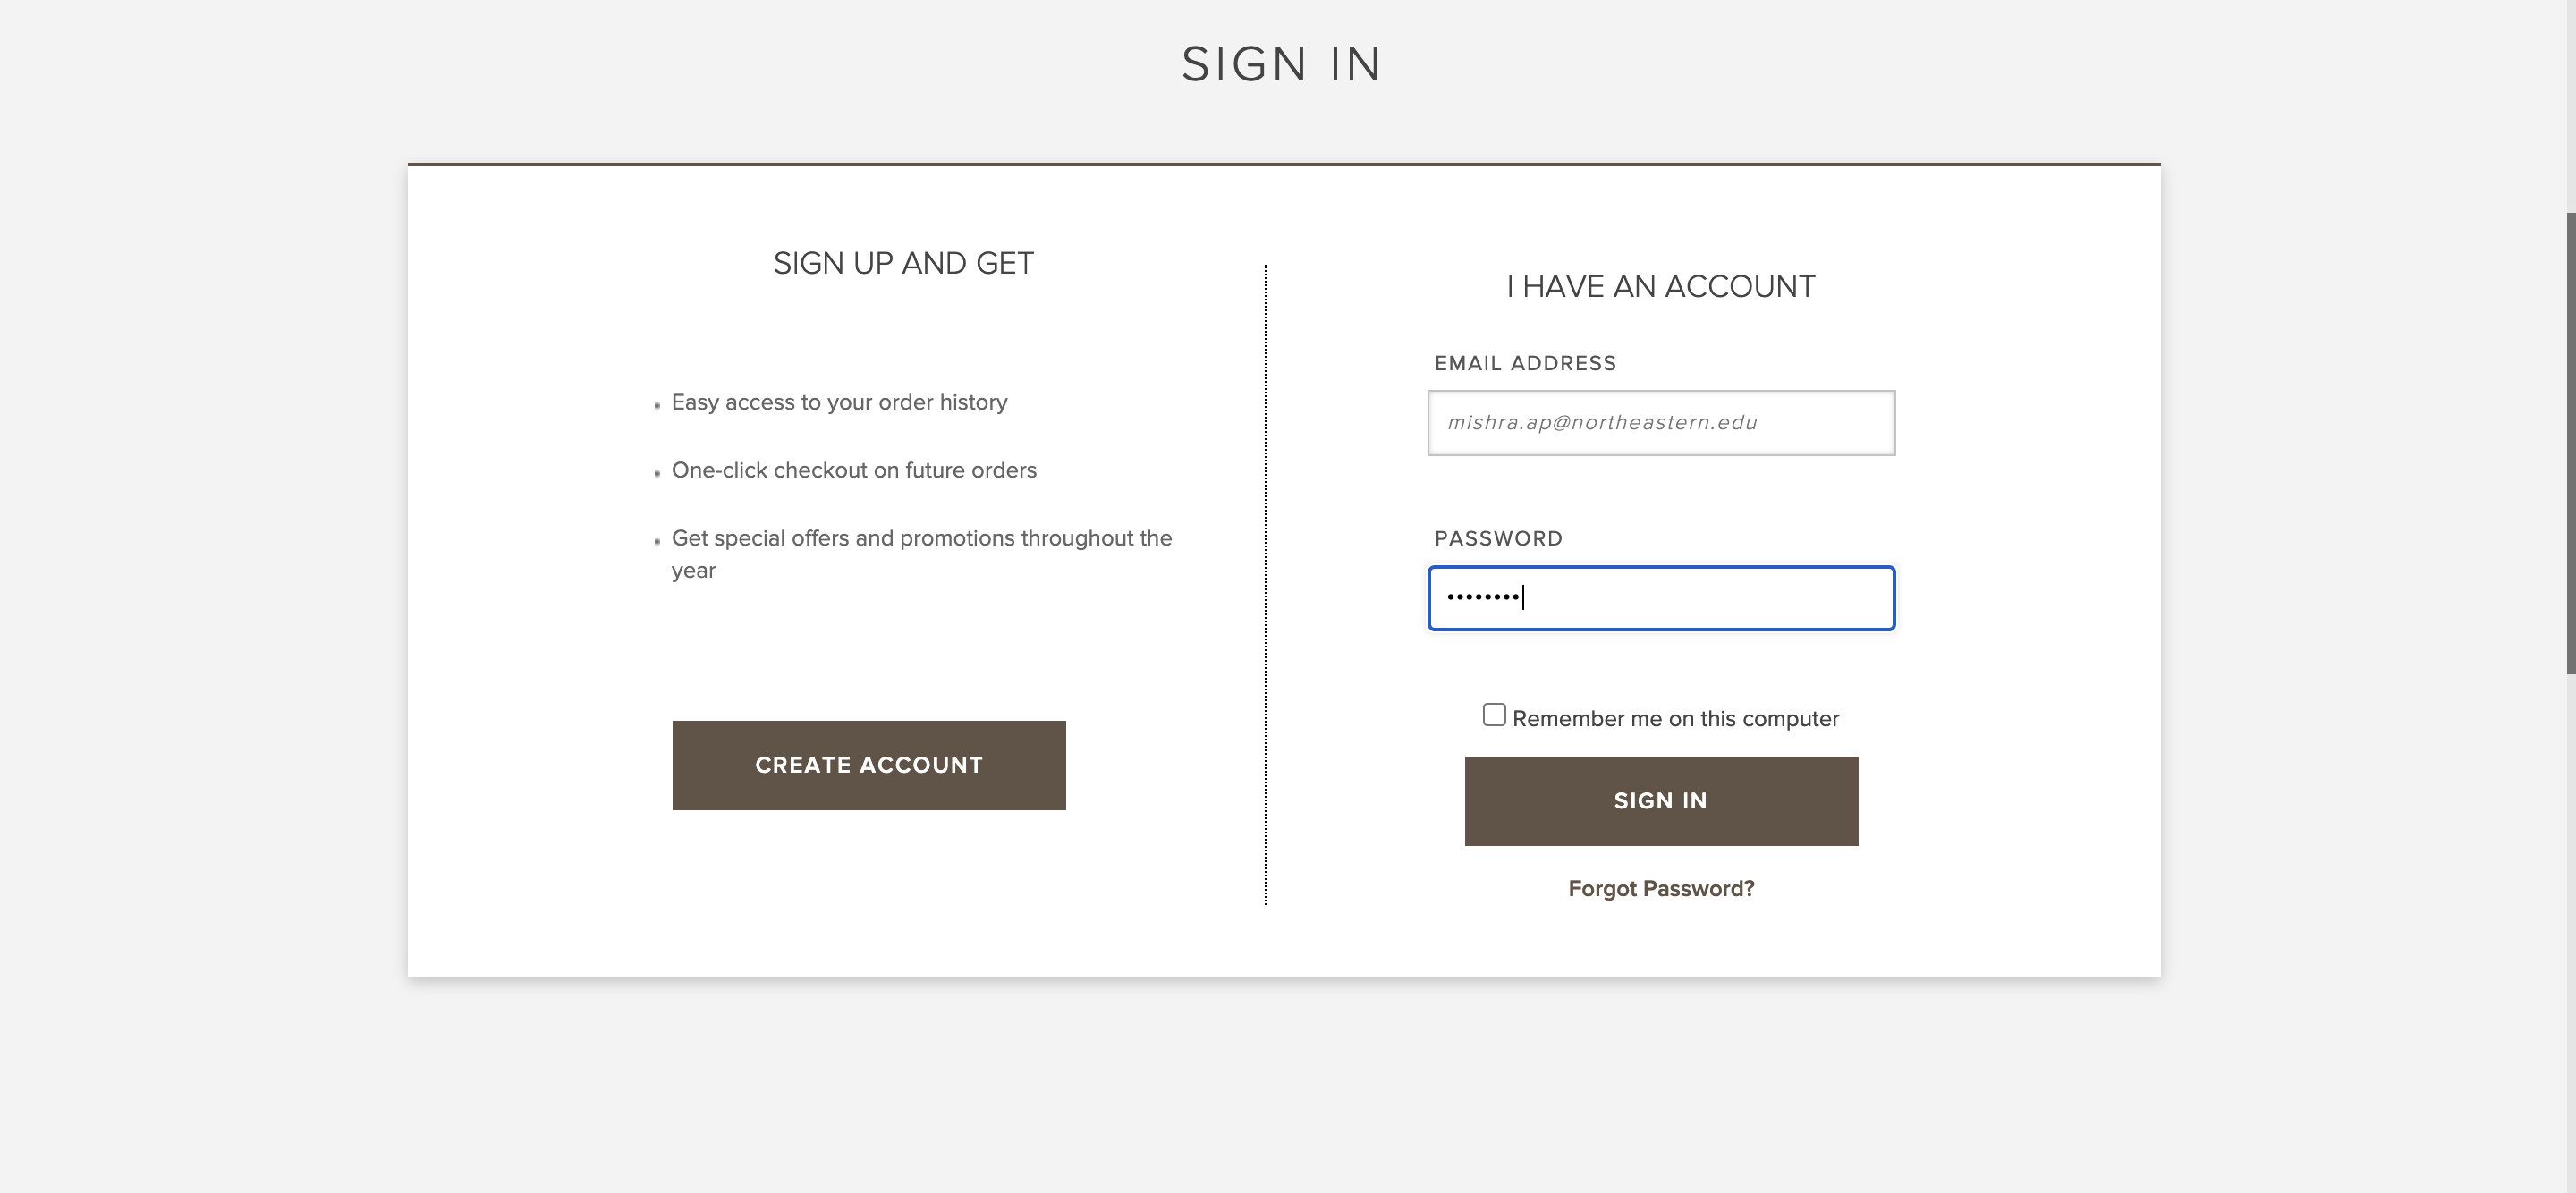 SIGN IN
SIGN UP AND GET
Easy access to your order history
One-click checkout on future orders
Get special offers and promotions throughout the
year
CREATE ACCOUNT
I HAVE AN ACCOUNT
EMAIL ADDRESS
mishra.ap@northeastern.edu
PASSWORD
••••••••
Remember me on this computer
SIGN IN
Forgot Password?